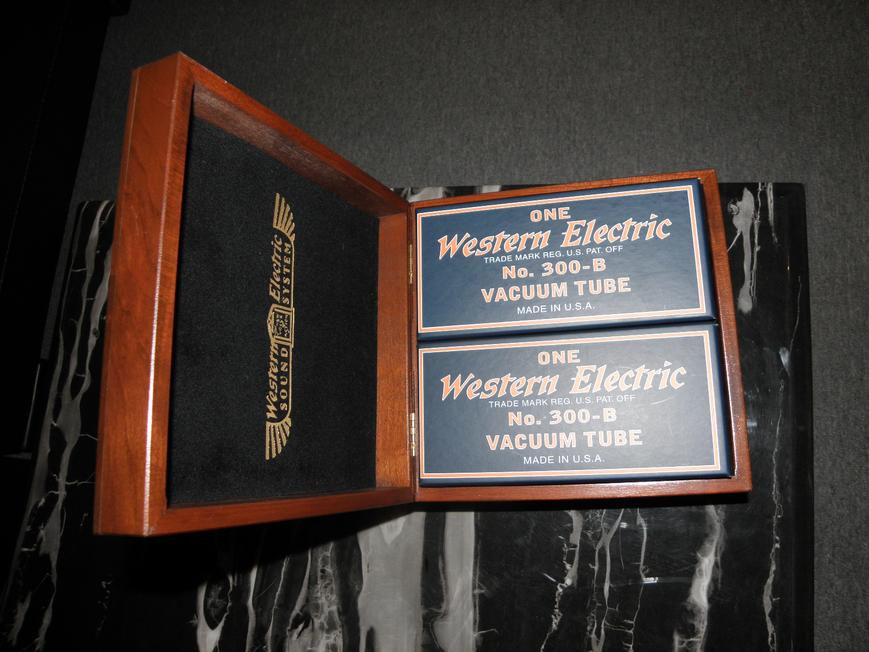 Western Electric
SOUND SYSTEM
ONE
Western Electric
TRADE MARK REG. U.S. PAT. OFF
No. 300-B
VACUUM TUBE
MADE IN U.S.A.
ONE
Western Electric
TRADE MARK REG. U.S. PAT. OFF
No. 300-B
VACUUM TUBE
MADE IN U.S.A.